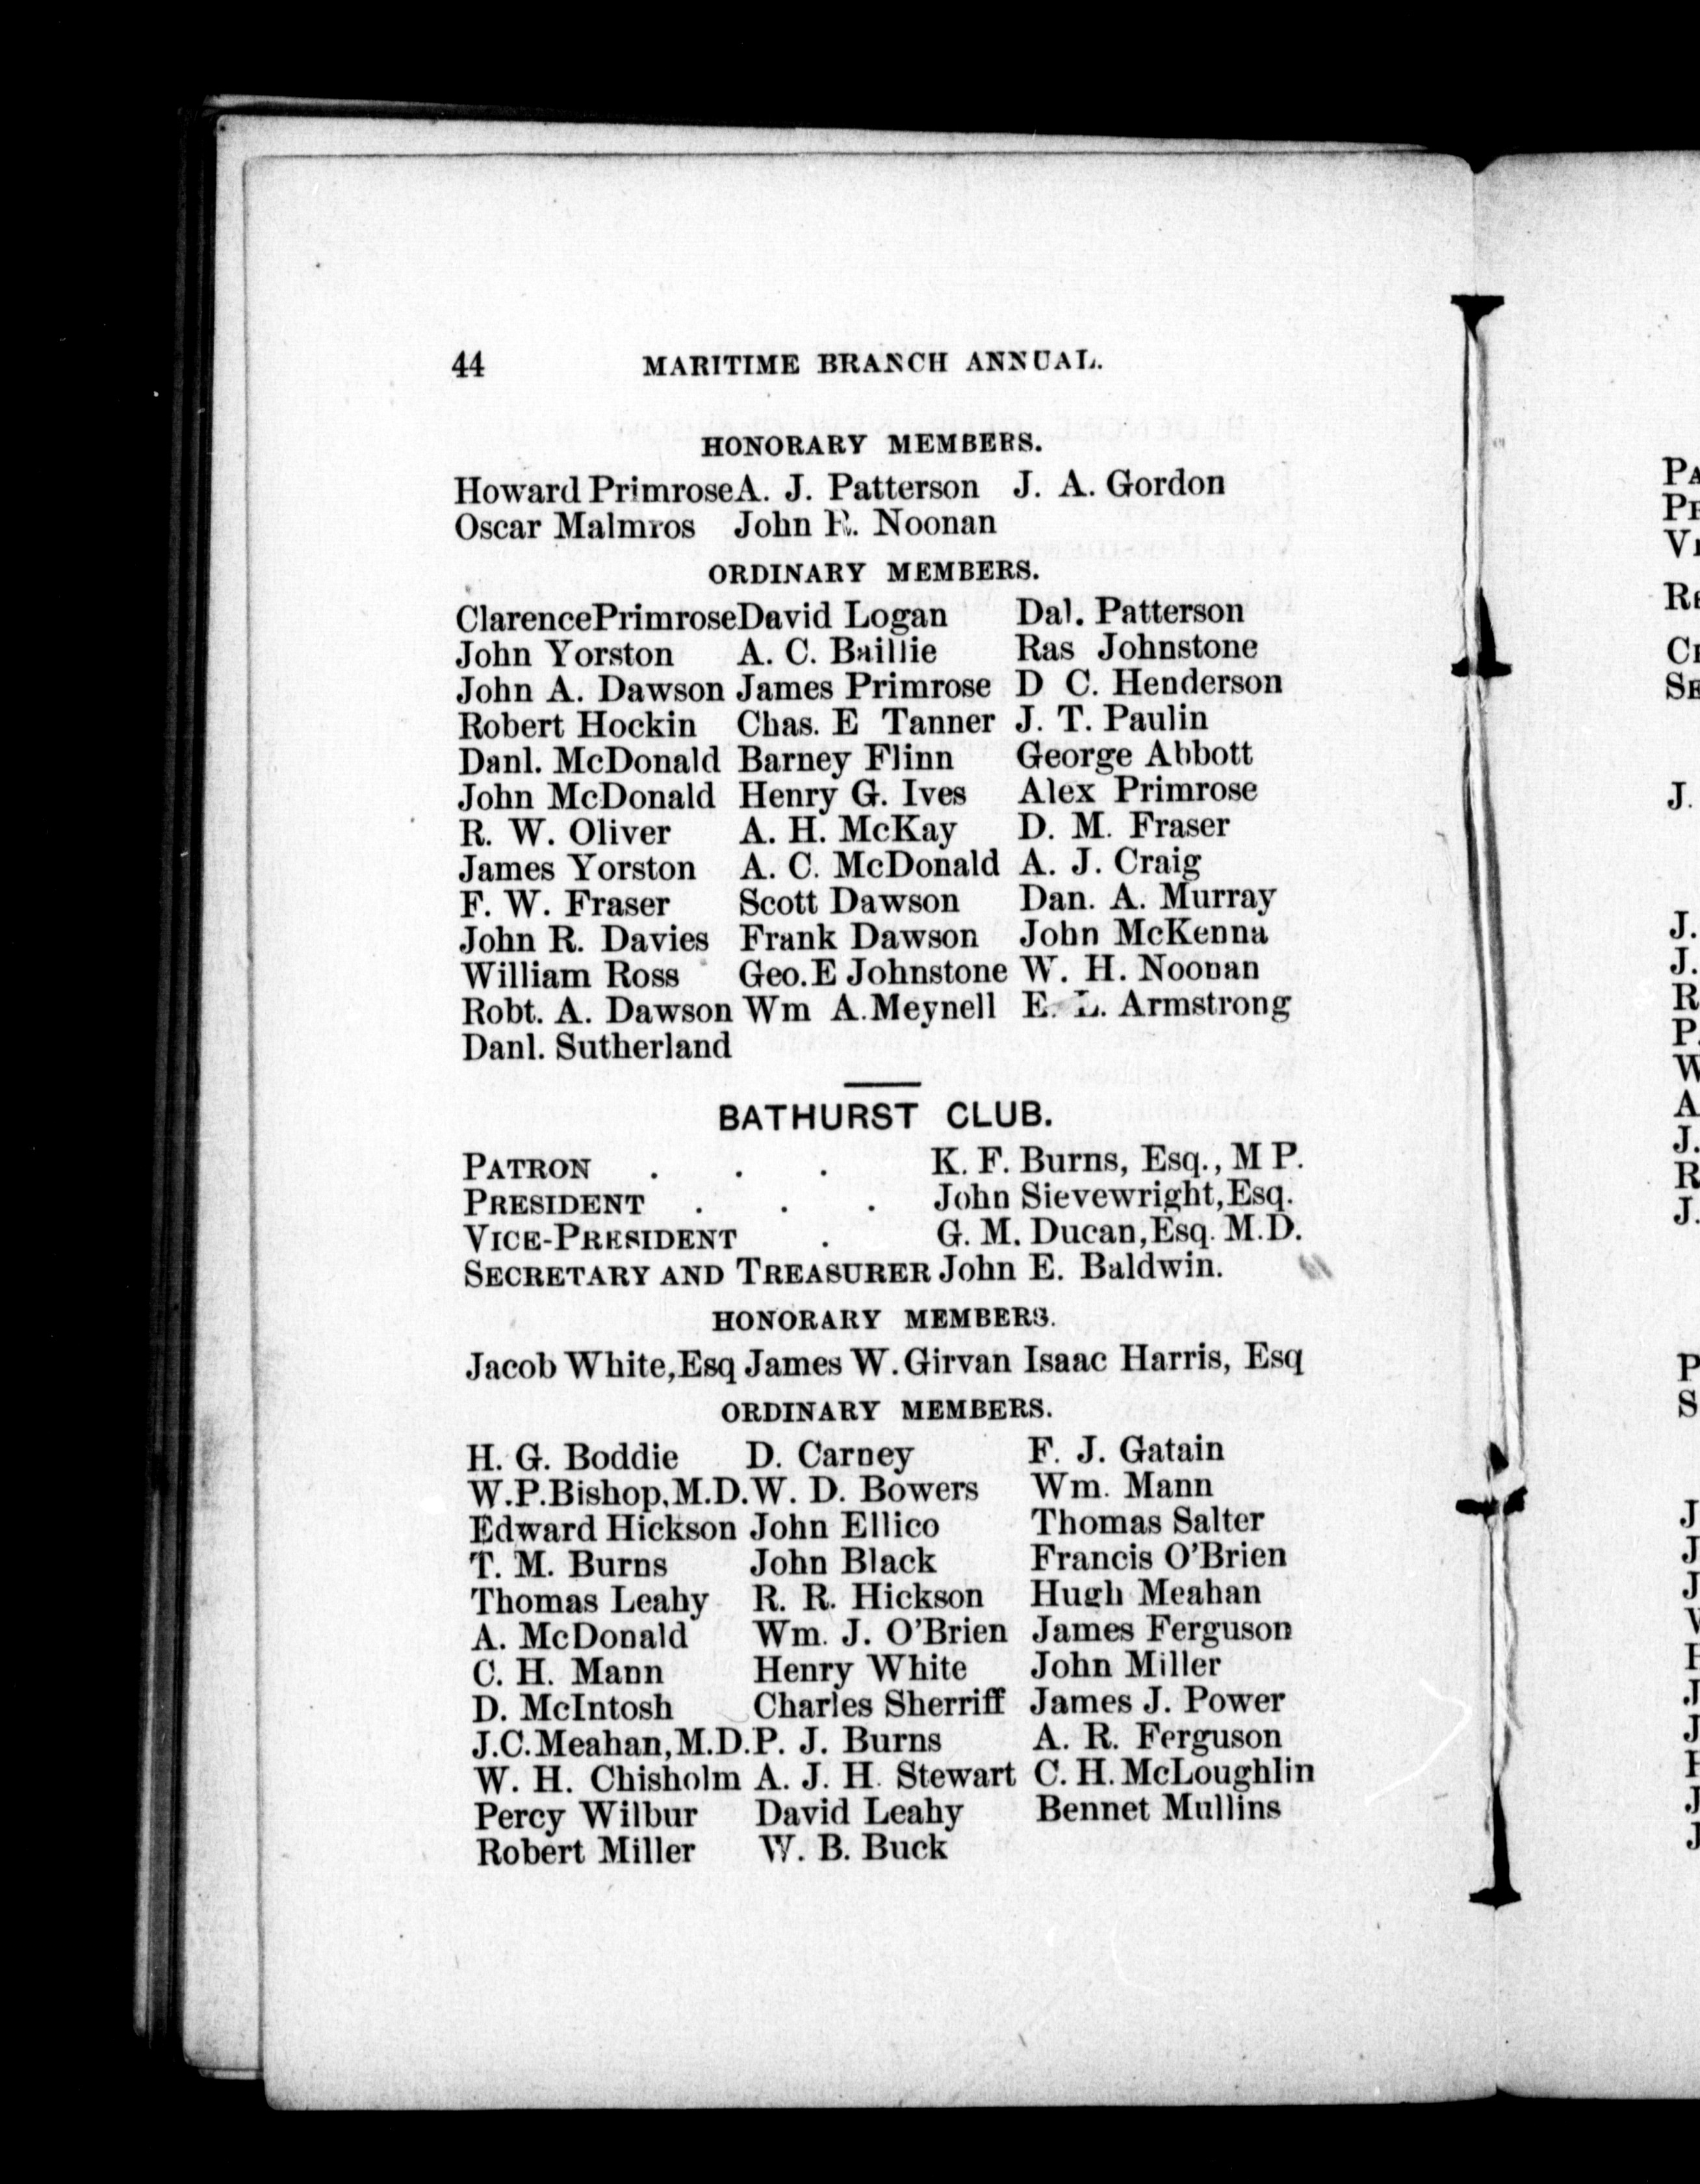 44 MARITIME BRANCH ANNUAL.
HONORARY MEMBERS.
Howard Primrose A. J. Patterson J. A. Gordon
Oscar Malmros John R. Noonan
ORDINARY MEMBERS.
Clarence Primrose David Logan Dal. Patterson
John Yorston A. C. Baillie Ras Johnstone
John A. Dawson James Primrose D C. Henderson
Robert Hockin Chas. E Tanner J. T. Paulin
Danl. McDonald Barney Flinn George Abbott
John McDonald Henry G. Ives Alex Primrose
R. W. Oliver A. H. McKay D. M. Fraser
James Yorston A. C. McDonald A. J. Craig
F. W. Fraser Scott Dawson Dan. A. Murray
John R. Davies Frank Dawson John McKenna
William Ross Geo. E Johnstone W. H. Noonan
Robt. A. Dawson Wm A. Meynell E. L. Armstrong
Danl. Sutherland
BATHURST CLUB.
PATRON . . . K. F. Burns, Esq., M P.
PRESIDENT . . . John Sievewright, Esq.
VICE-PRESIDENT . G. M. Ducan, Esq. M.D.
SECRETARY AND TREASURER John E. Baldwin.
HONORARY MEMBERS.
Jacob White, Esq James W. Girvan Isaac Harris, Esq
ORDINARY MEMBERS.
H. G. Boddie D. Carney F. J. Gatain
W.P. Bishop, M.D. W. D. Bowers Wm. Mann
Edward Hickson John Ellico Thomas Salter
T. M. Burns John Black Francis O'Brien
Thomas Leahy R. R. Hickson Hugh Meahan
A. McDonald Wm. J. O'Brien James Ferguson
C. H. Mann Henry White John Miller
D. McIntosh Charles Sherriff James J. Power
J.C. Meahan, M.D. P. J. Burns A. R. Ferguson
W. H. Chisholm A. J. H. Stewart C. H. McLoughlin
Percy Wilbur David Leahy Bennet Mullins
Robert Miller W. B. Buck